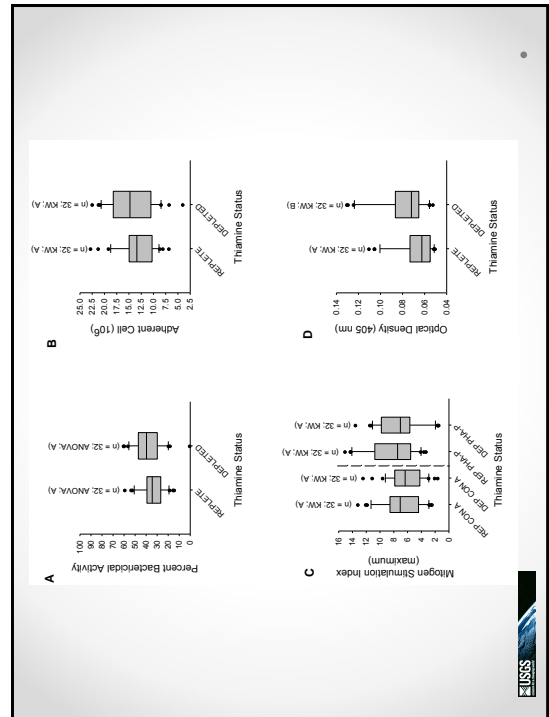 A
Percent Bactericidal Activity
100
90
80
70
60
50
40
30
20
10
0
(n = 32; ANOVA; A)
(n = 32; ANOVA; A)
REPLETE
DEPLETED
Thiamine Status
B
Adherent Cell (10⁶)
25.0
22.5
20.0
17.5
15.0
12.5
10.0
7.5
5.0
2.5
(n = 32; KW; A)
(n = 32; KW; A)
REPLETE
DEPLETED
Thiamine Status
C
Mitogen Stimulation Index
(maximum)
16
14
12
10
8
6
4
2
0
(n = 32; KW; A)
(n = 32; KW; A)
(n = 32; KW; A)
(n = 32; KW; A)
REP CON A
DEP CON A
REP PHA-P
DEP PHA-P
Thiamine Status
D
Optical Density (405 nm)
0.14
0.12
0.10
0.08
0.06
0.04
(n = 32; KW; A)
(n = 32; KW; B)
REPLETE
DEPLETED
Thiamine Status
USGS